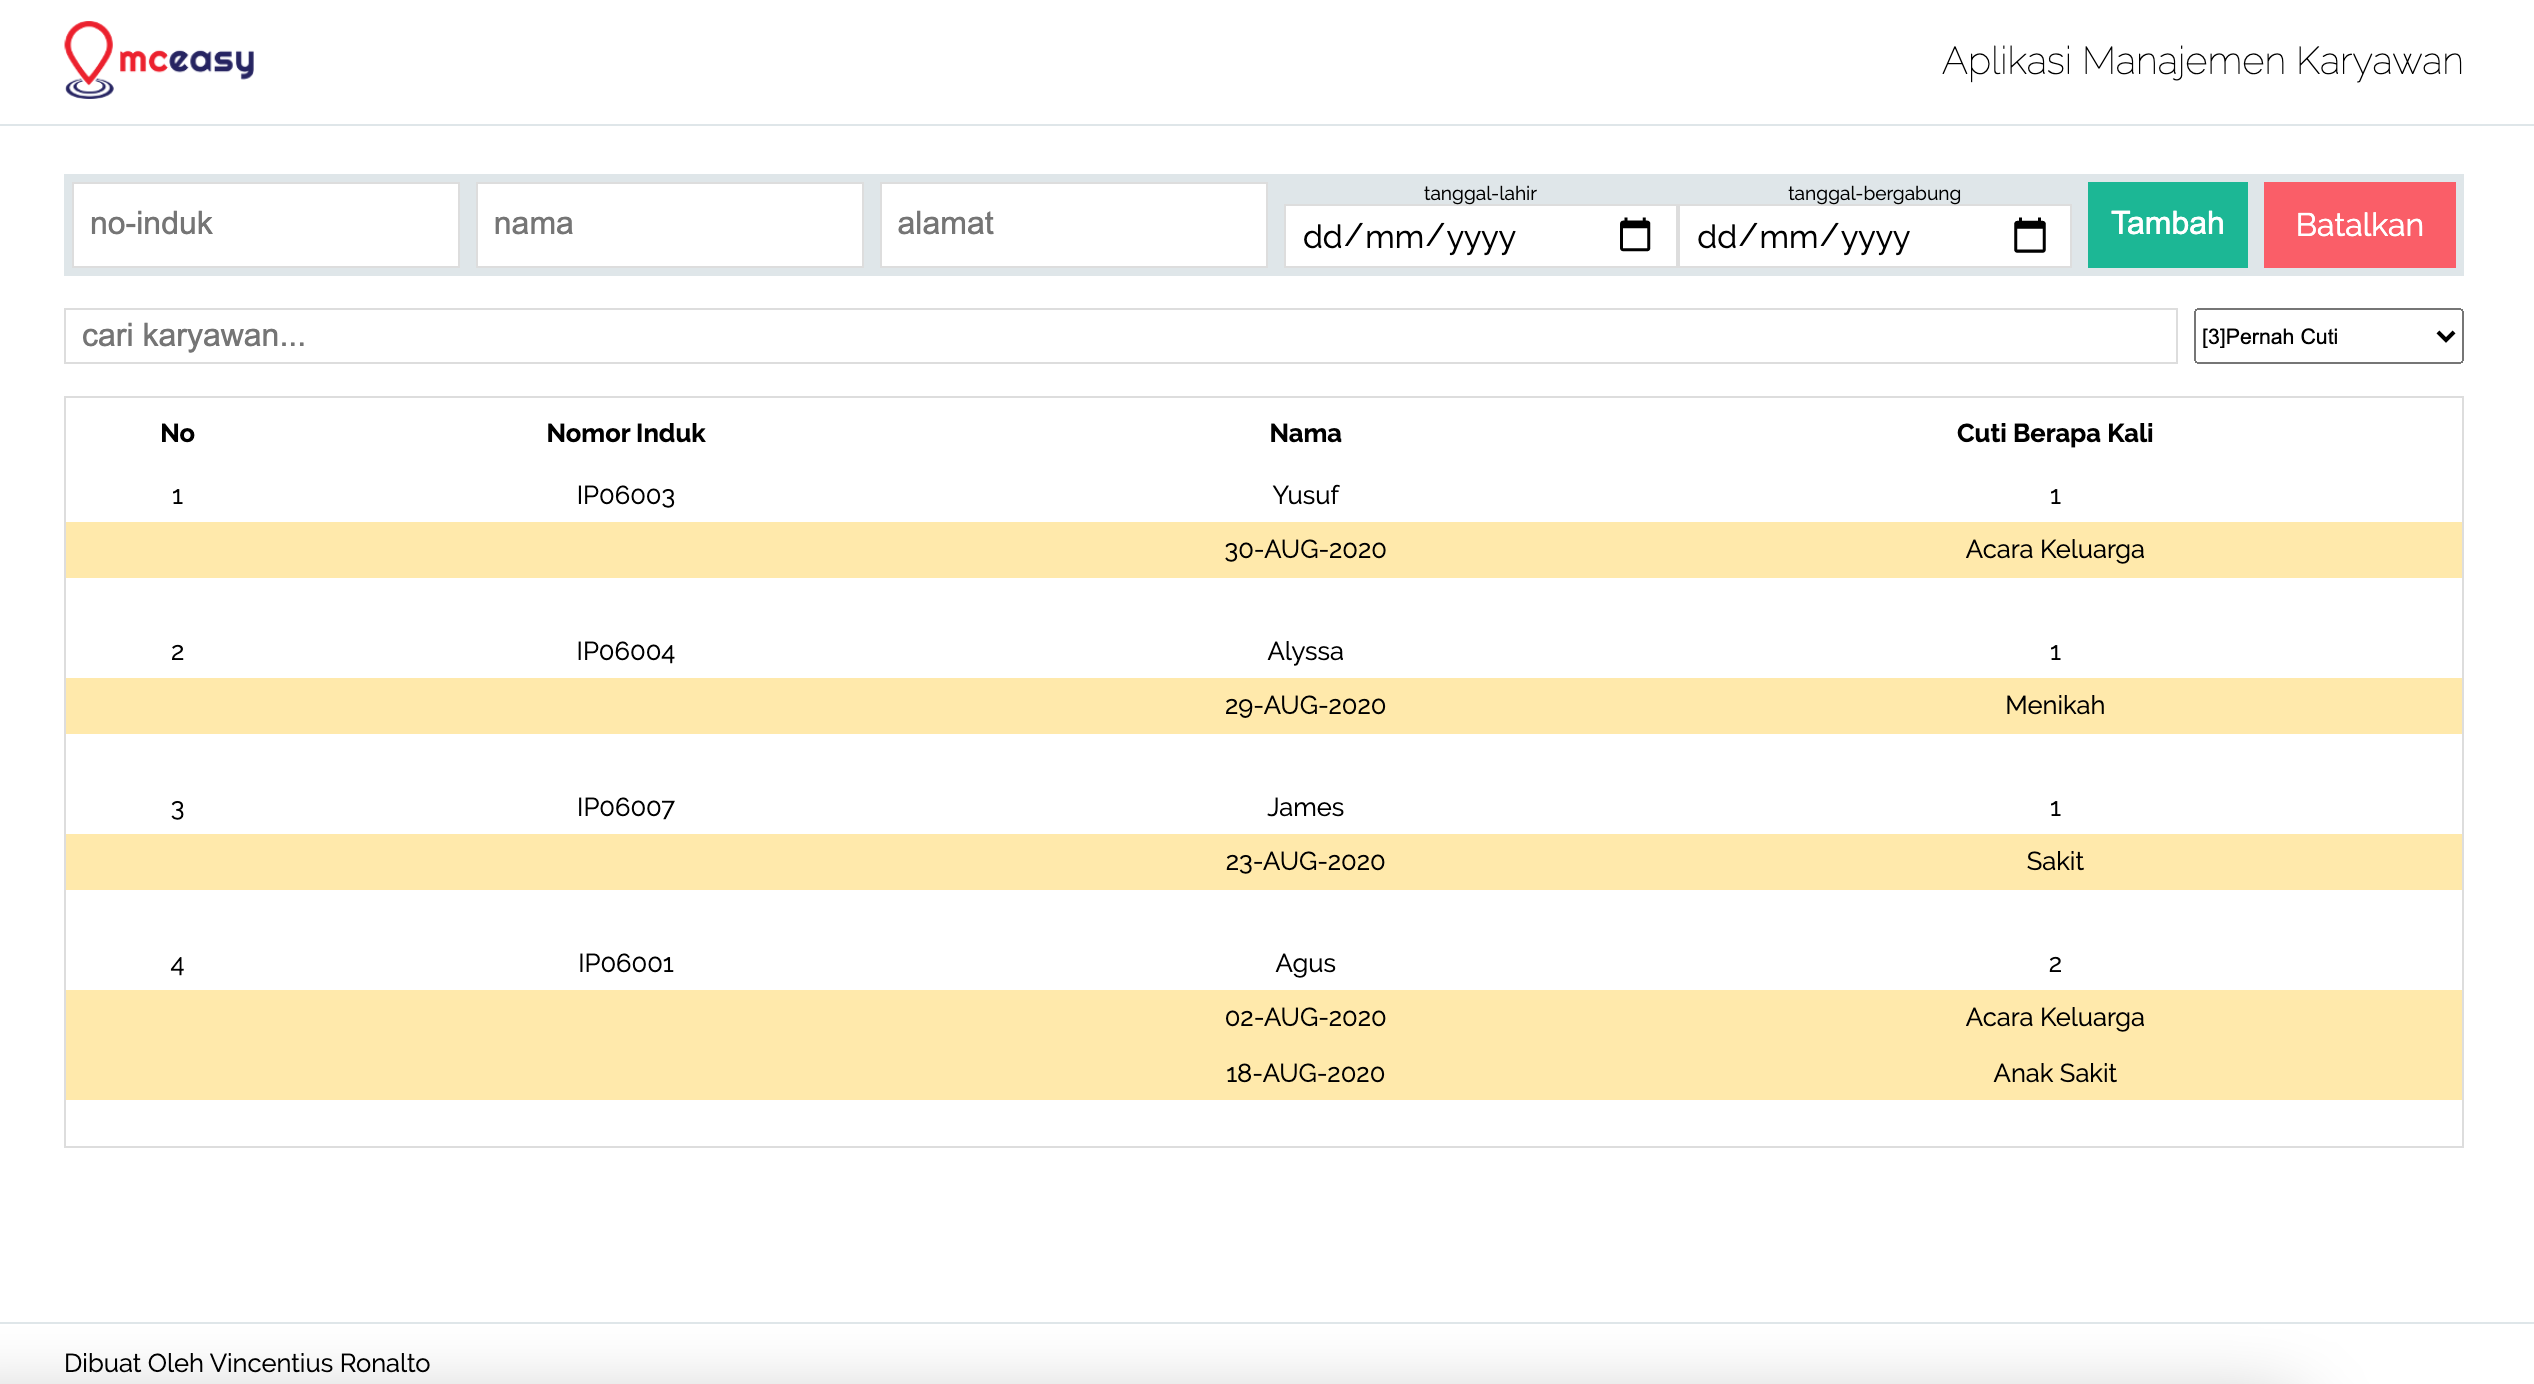 mceasy
Aplikasi Manajemen Karyawan
tanggal-lahir tanggal-bergabung
no-induk nama alamat dd/mm/yyyy dd/mm/yyyy Tambah Batalkan
cari karyawan... [3]Pernah Cuti
No Nomor Induk Nama Cuti Berapa Kali
1 IP06003 Yusuf 1
30-AUG-2020 Acara Keluarga
2 IP06004 Alyssa 1
29-AUG-2020 Menikah
3 IP06007 James 1
23-AUG-2020 Sakit
4 IP06001 Agus 2
02-AUG-2020 Acara Keluarga
18-AUG-2020 Anak Sakit
Dibuat Oleh Vincentius Ronalto